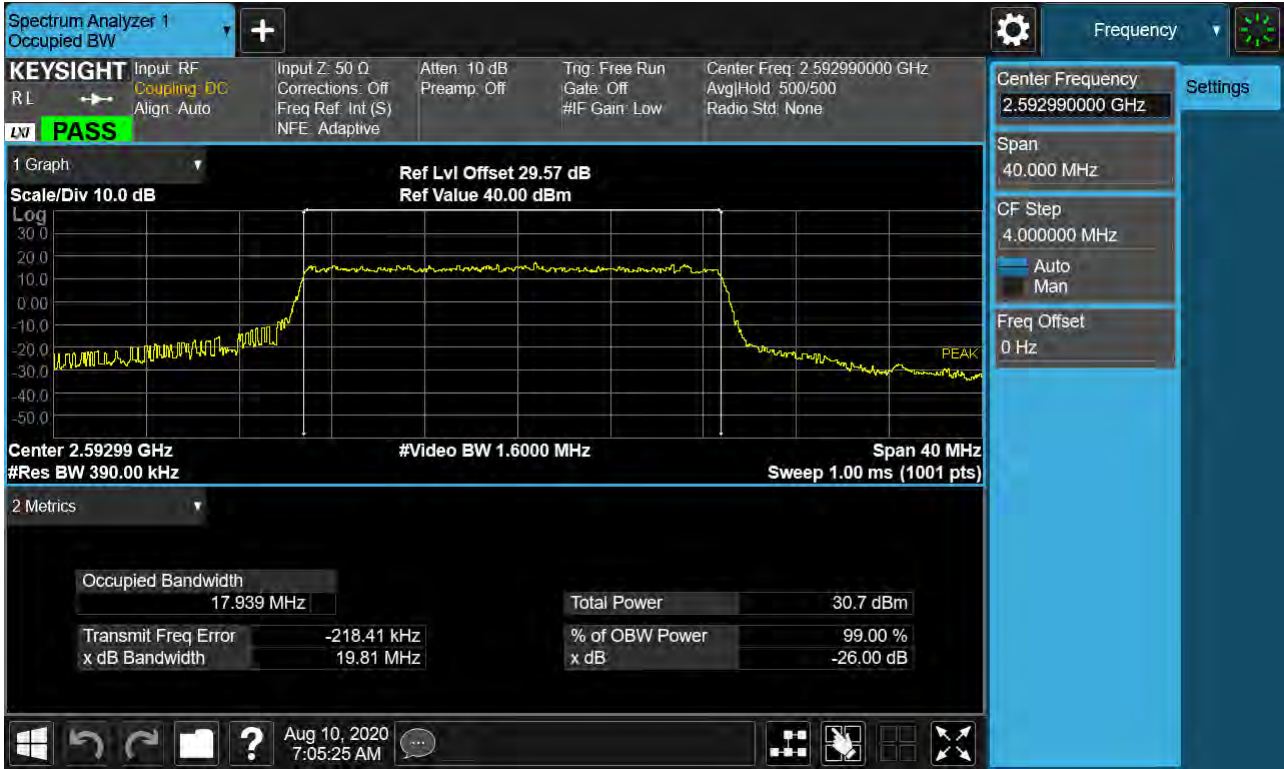 Spectrum Analyzer 1
Occupied BW
+
Frequency
KEYSIGHT
RL
LXI
PASS
Input: RF
Coupling: DC
Align: Auto
Input Z: 50 Ω
Corrections: Off
Freq Ref: Int (S)
NFE: Adaptive
Atten: 10 dB
Preamp: Off
Trig: Free Run
Gate: Off
#IF Gain: Low
Center Freq: 2.592990000 GHz
Avg|Hold: 500/500
Radio Std: None
Center Frequency
2.592990000 GHz
Settings
Span
40.000 MHz
CF Step
4.000000 MHz
Auto
Man
Freq Offset
0 Hz
1 Graph
Scale/Div 10.0 dB
Ref Lvl Offset 29.57 dB
Ref Value 40.00 dBm
Log
30.0
20.0
10.0
0.00
-10.0
-20.0
-30.0
-40.0
-50.0
PEAK
Center 2.59299 GHz
#Video BW 1.6000 MHz
Span 40 MHz
#Res BW 390.00 kHz
Sweep 1.00 ms (1001 pts)
2 Metrics
Occupied Bandwidth
17.939 MHz
Total Power 30.7 dBm
Transmit Freq Error -218.41 kHz
% of OBW Power 99.00 %
x dB Bandwidth 19.81 MHz
x dB -26.00 dB
?
Aug 10, 2020
7:05:25 AM